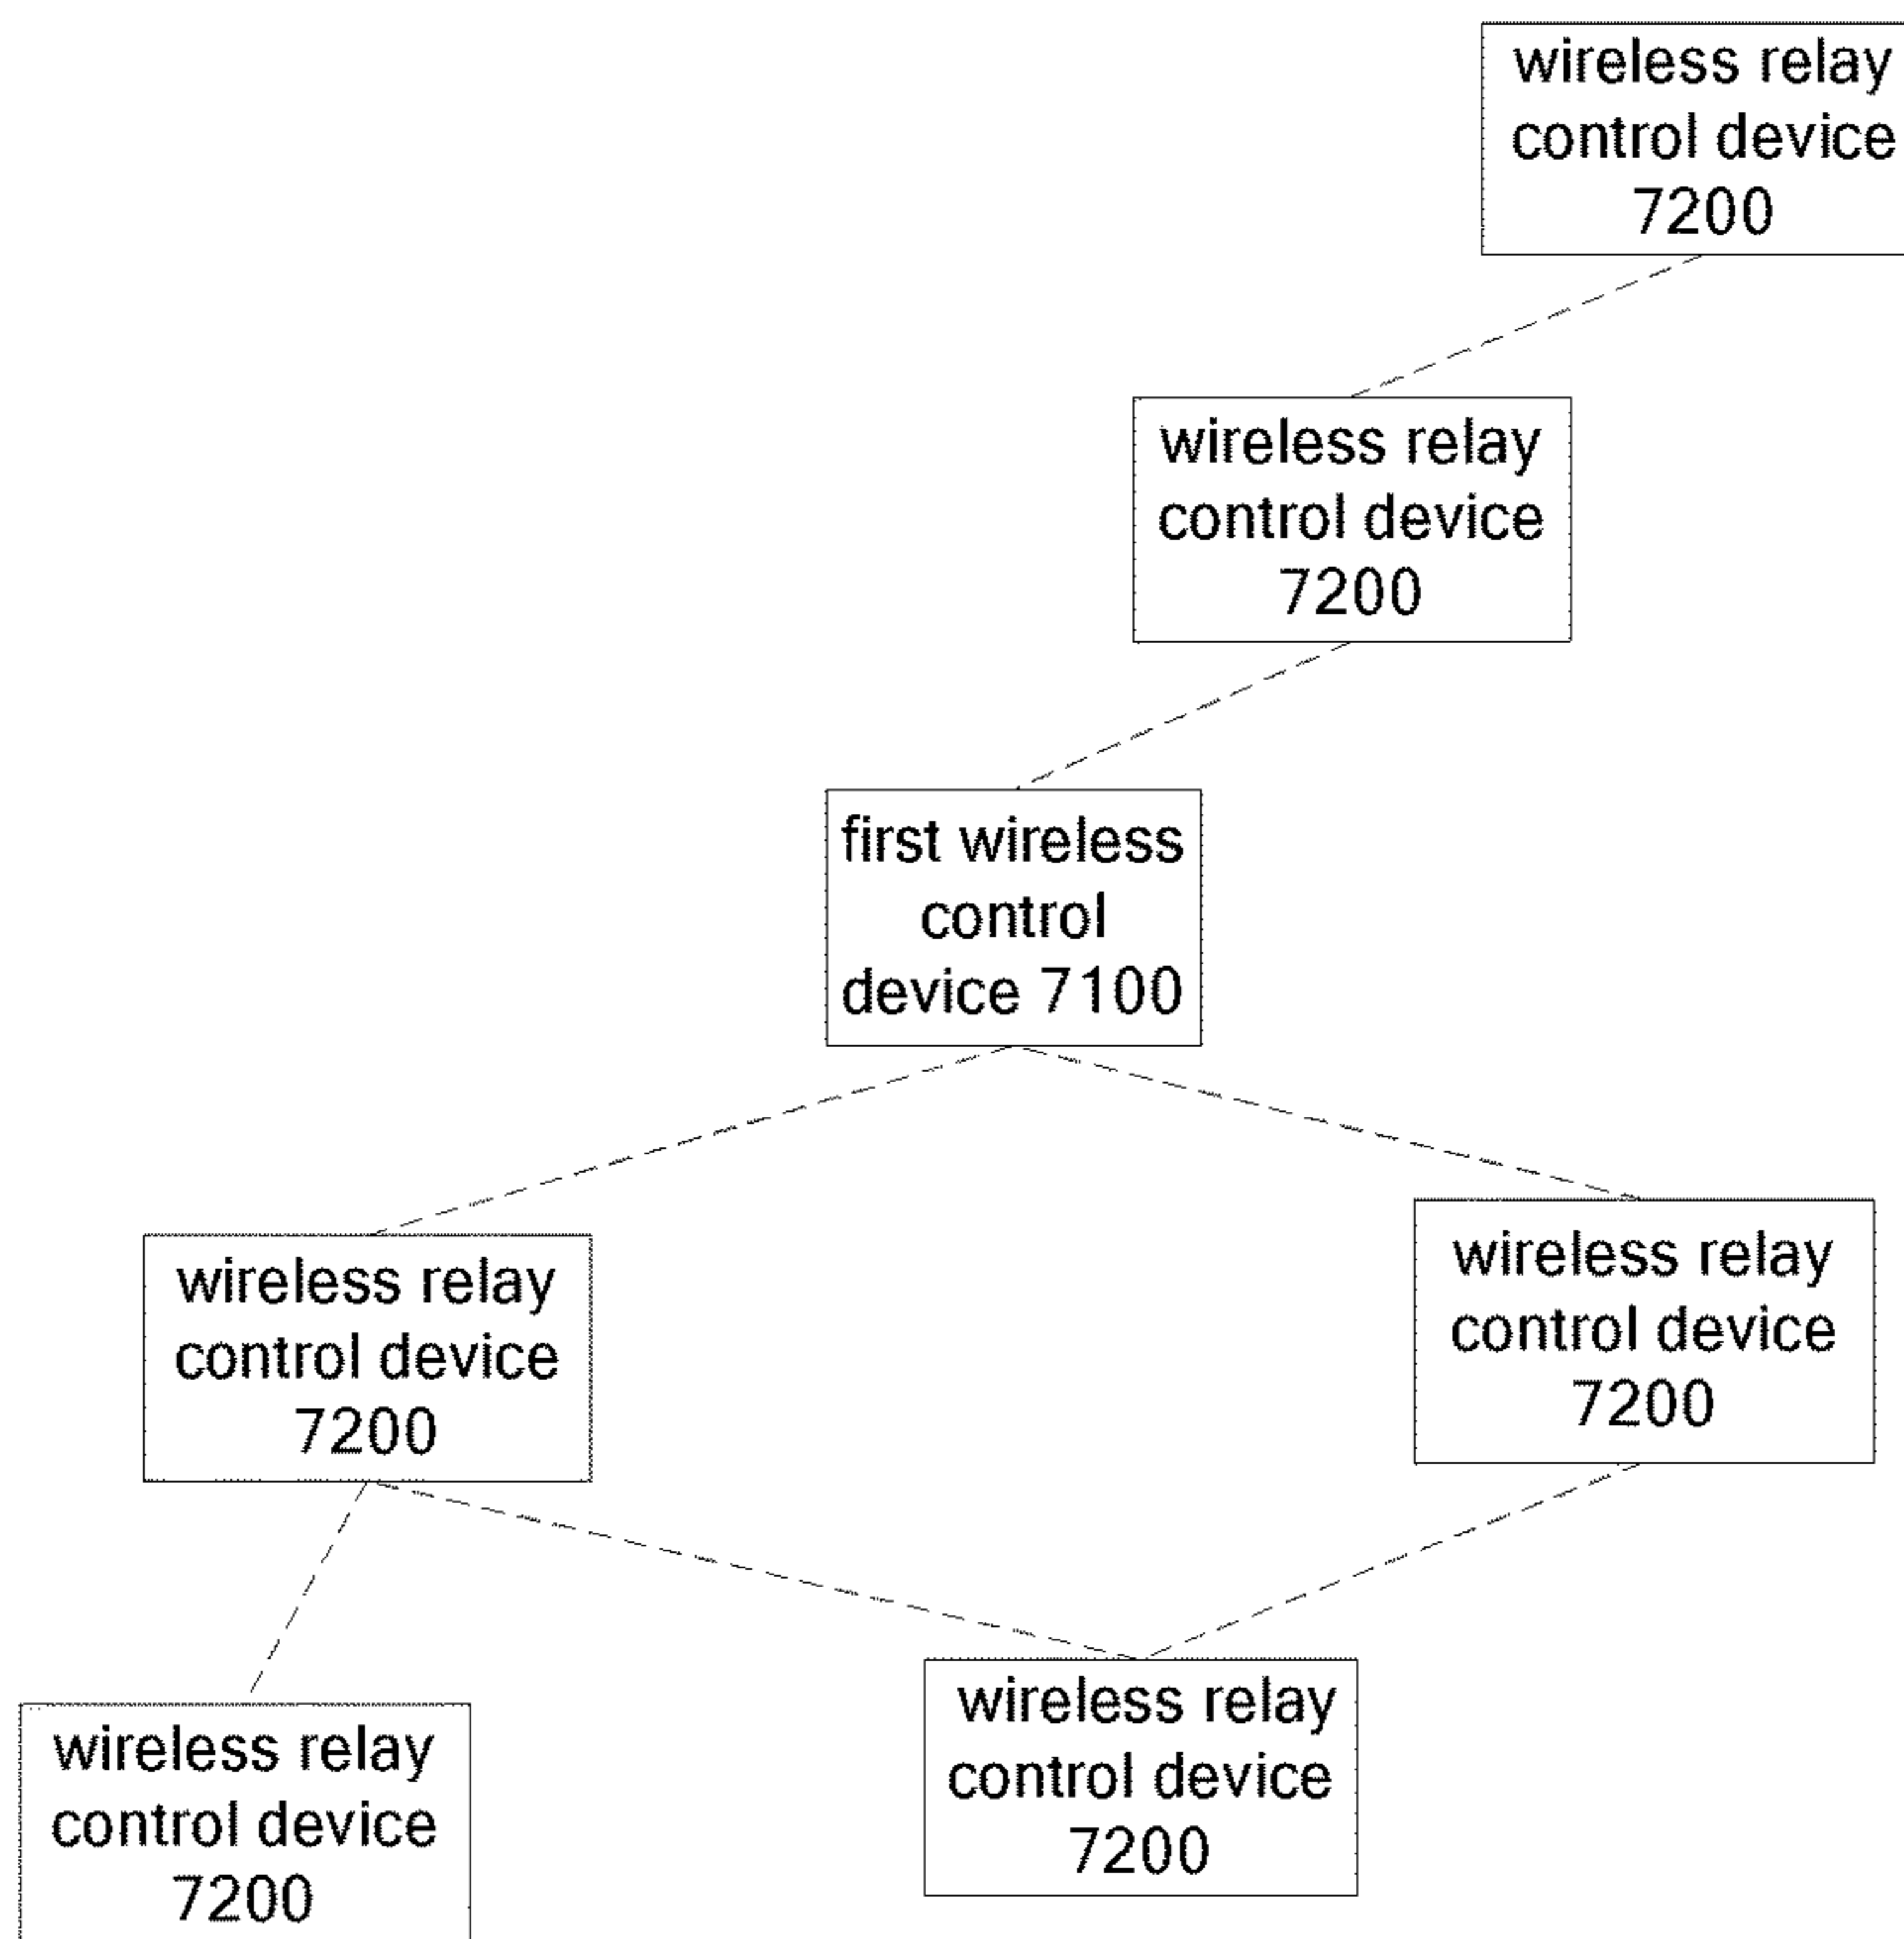 wireless relay
control device
7200
wireless relay
control device
7200
first wireless
control
device 7100
wireless relay
control device
7200
wireless relay
control device
7200
wireless relay
control device
7200
wireless relay
control device
7200